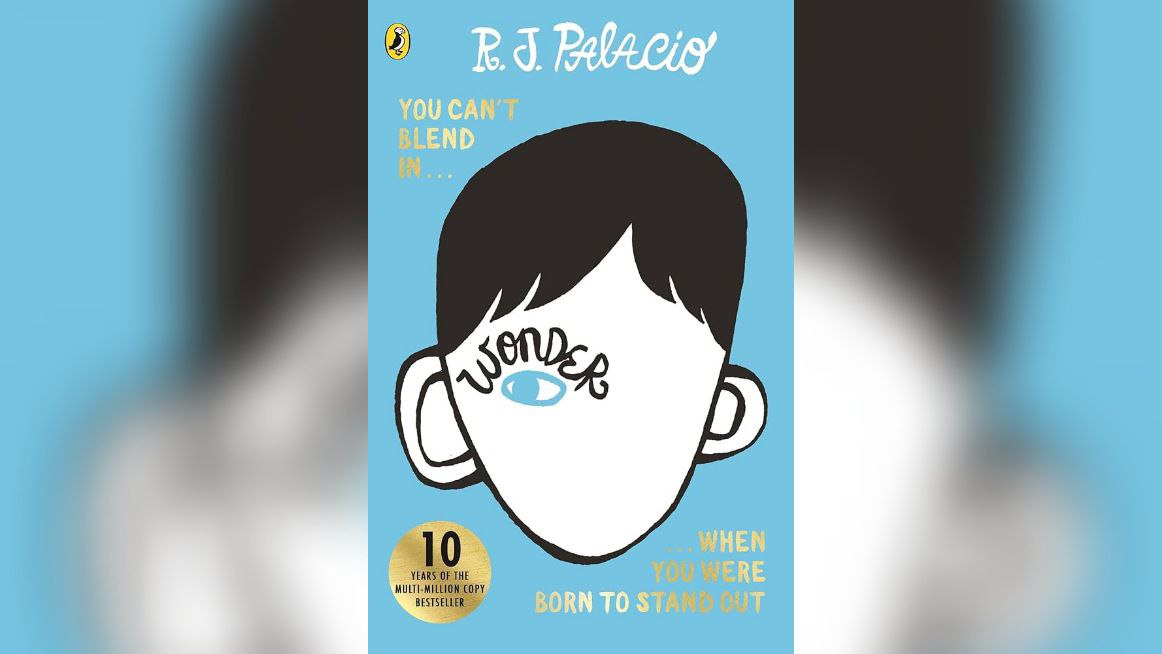 R. J. Palacio
YOU CAN'T
BLEND
IN...
WONDER
10
YEARS OF THE
MULTI-MILLION COPY
BESTSELLER
...WHEN
YOU WERE
BORN TO STAND OUT